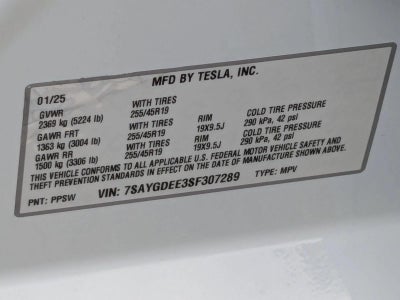 MFD BY TESLA, INC.
01/25
GVWR WITH TIRES
2369 kg (5224 lb) 255/45R19 RIM COLD TIRE PRESSURE
GAWR FRT WITH TIRES 19X9.5J 290 kPa, 42 psi
1363 kg (3004 lb) 255/45R19 RIM COLD TIRE PRESSURE
GAWR RR WITH TIRES 19X9.5J 290 kPa, 42 psi
1500 kg (3306 lb) 255/45R19
THIS VEHICLE CONFORMS TO ALL APPLICABLE U.S. FEDERAL MOTOR VEHICLE SAFETY AND
THEFT PREVENTION STANDARDS IN EFFECT ON THE DATE OF MANUFACTURE SHOWN ABOVE.
PNT: PPSW VIN: 7SAYGDEE3SF307289 TYPE: MPV